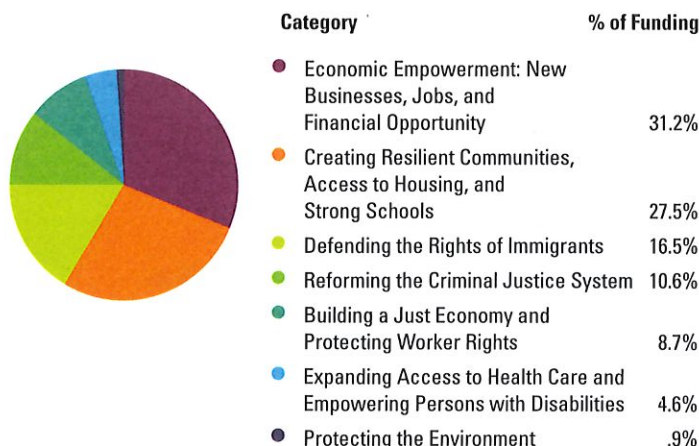 Category % of Funding
Economic Empowerment: New
Businesses, Jobs, and
Financial Opportunity 31.2%
Creating Resilient Communities,
Access to Housing, and
Strong Schools 27.5%
Defending the Rights of Immigrants 16.5%
Reforming the Criminal Justice System 10.6%
Building a Just Economy and
Protecting Worker Rights 8.7%
Expanding Access to Health Care and
Empowering Persons with Disabilities 4.6%
Protecting the Environment .9%